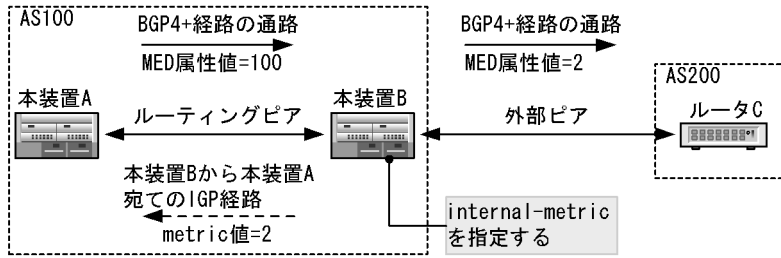 AS100
BGP4+経路の通路
MED属性値=100
BGP4+経路の通路
MED属性値=2
AS200
本装置A
ルーティングピア
本装置B
外部ピア
ルータC
本装置Bから本装置A
宛てのIGP経路
metric値=2
internal-metric
を指定する